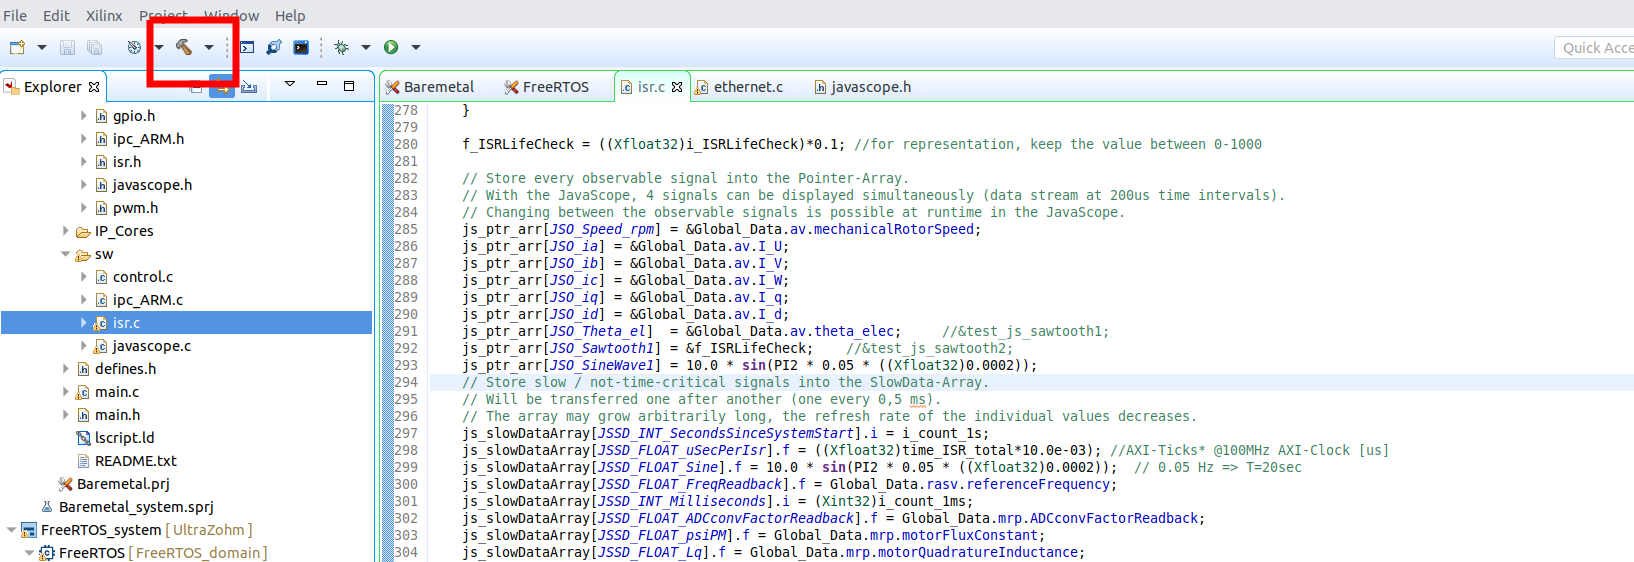 File Edit Xilinx Project Window Help
Quick Acce
Explorer
Baremetal FreeRTOS isr.c ethernet.c javascope.h
gpio.h
ipc_ARM.h
isr.h
javascope.h
pwm.h
IP_Cores
sw
control.c
ipc_ARM.c
isr.c
javascope.c
defines.h
main.c
main.h
lscript.ld
README.txt
Baremetal.prj
Baremetal_system.sprj
FreeRTOS_system [ UltraZohm ]
FreeRTOS [ FreeRTOS_domain ]
278 }
279
280 f_ISRLifeCheck = ((Xfloat32)i_ISRLifeCheck)*0.1; //for representation, keep the value between 0-1000
281
282 // Store every observable signal into the Pointer-Array.
283 // With the JavaScope, 4 signals can be displayed simultaneously (data stream at 200us time intervals).
284 // Changing between the observable signals is possible at runtime in the JavaScope.
285 js_ptr_arr[JSO_Speed_rpm] = &Global_Data.av.mechanicalRotorSpeed;
286 js_ptr_arr[JSO_ia] = &Global_Data.av.I_U;
287 js_ptr_arr[JSO_ib] = &Global_Data.av.I_V;
288 js_ptr_arr[JSO_ic] = &Global_Data.av.I_W;
289 js_ptr_arr[JSO_iq] = &Global_Data.av.I_q;
290 js_ptr_arr[JSO_id] = &Global_Data.av.I_d;
291 js_ptr_arr[JSO_Theta_el] = &Global_Data.av.theta_elec; //&test_js_sawtooth1;
292 js_ptr_arr[JSO_Sawtooth1] = &f_ISRLifeCheck; //&test_js_sawtooth2;
293 js_ptr_arr[JSO_SineWave1] = 10.0 * sin(PI2 * 0.05 * ((Xfloat32)0.0002));
294 // Store slow / not-time-critical signals into the SlowData-Array.
295 // Will be transferred one after another (one every 0,5 ms).
296 // The array may grow arbitrarily long, the refresh rate of the individual values decreases.
297 js_slowDataArray[JSSD_INT_SecondsSinceSystemStart].i = i_count_1s;
298 js_slowDataArray[JSSD_FLOAT_uSecPerIsr].f = ((Xfloat32)time_ISR_total*10.0e-03); //AXI-Ticks* @100MHz AXI-Clock [us]
299 js_slowDataArray[JSSD_FLOAT_Sine].f = 10.0 * sin(PI2 * 0.05 * ((Xfloat32)0.0002)); // 0.05 Hz => T=20sec
300 js_slowDataArray[JSSD_FLOAT_FreqReadback].f = Global_Data.rasv.referenceFrequency;
301 js_slowDataArray[JSSD_INT_Milliseconds].i = (Xint32)i_count_1ms;
302 js_slowDataArray[JSSD_FLOAT_ADCconvFactorReadback].f = Global_Data.mrp.ADCconvFactorReadback;
303 js_slowDataArray[JSSD_FLOAT_psiPM].f = Global_Data.mrp.motorFluxConstant;
304 js_slowDataArray[JSSD_FLOAT_Lq].f = Global_Data.mrp.motorQuadratureInductance;